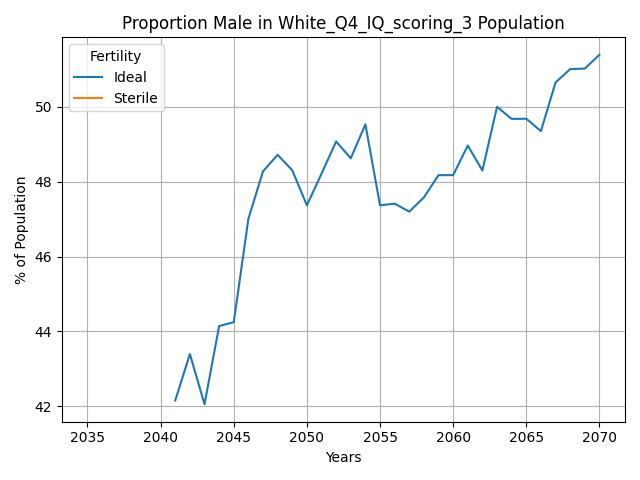 Proportion Male in White_Q4_IQ_scoring_3 Population
Fertility
Ideal
Sterile
% of Population
50
48
46
44
42
2035 2040 2045 2050 2055 2060 2065 2070
Years